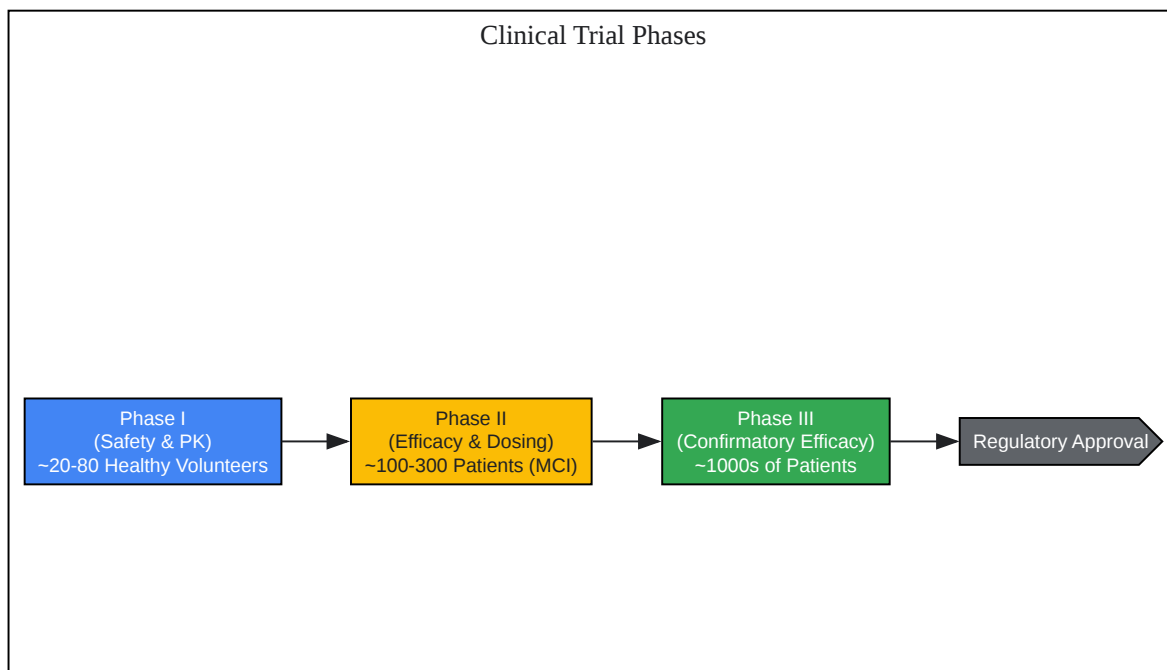 Clinical Trial Phases
Phase I
(Safety & PK)
~20-80 Healthy Volunteers
Phase II
(Efficacy & Dosing)
~100-300 Patients (MCI)
Phase III
(Confirmatory Efficacy)
~1000s of Patients
Regulatory Approval